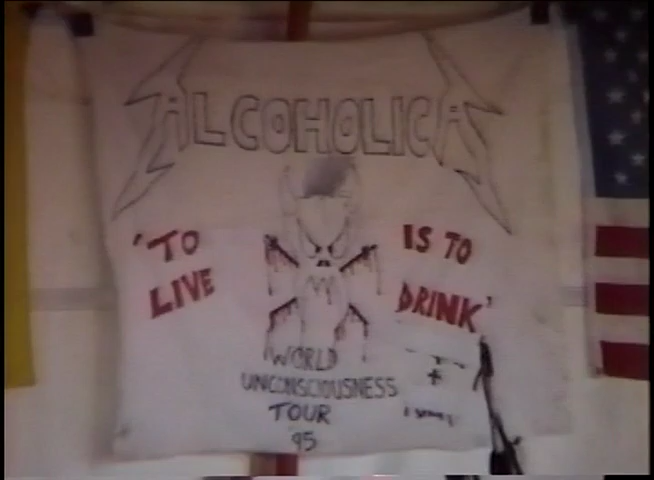 ALCOHOLICA
'TO LIVE
IS TO DRINK'
WORLD
UNCONSCIOUSNESS
TOUR
95
+